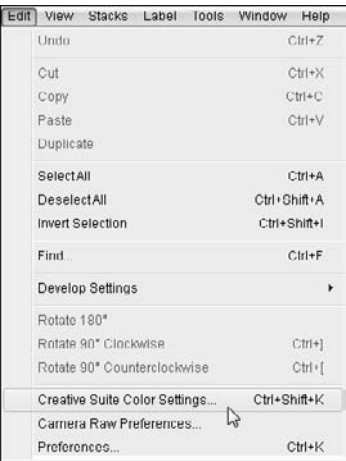 Edit View Stacks Label Tools Window Help
Undo Ctrl+Z
Cut Ctrl+X
Copy Ctrl+C
Paste Ctrl+V
Duplicate
Select All Ctrl+A
Deselect All Ctrl+Shift+A
Invert Selection Ctrl+Shift+I
Find... Ctrl+F
Develop Settings
Rotate 180°
Rotate 90° Clockwise Ctrl+]
Rotate 90° Counterclockwise Ctrl+[
Creative Suite Color Settings... Ctrl+Shift+K
Camera Raw Preferences...
Preferences... Ctrl+K